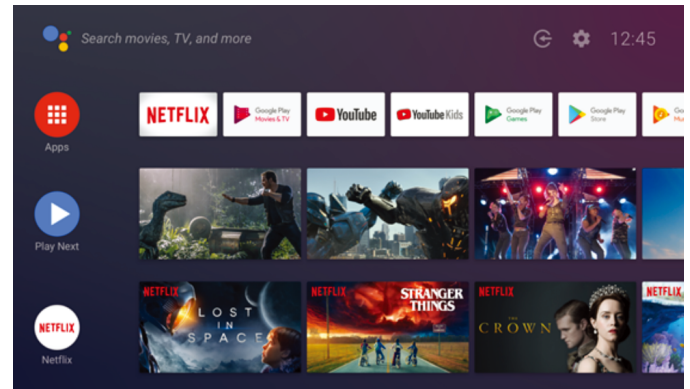 Search movies, TV, and more
12:45
Apps
NETFLIX
Google Play
Movies & TV
YouTube
YouTube Kids
Google Play
Games
Google Play
Store
Play Next
NETFLIX
Netflix
NETFLIX
LOST
IN
SPACE
NETFLIX
STRANGER
THINGS
NETFLIX
THE
CROWN
NETFLIX